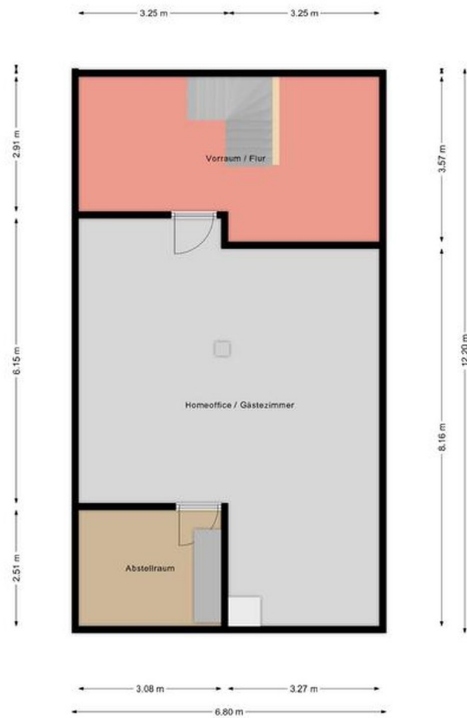 3.25 m
3.25 m
2.91 m
3.57 m
Vorraum / Flur
6.15 m
12.20 m
Homeoffice / Gästezimmer
8.16 m
2.51 m
Abstellraum
3.08 m
3.27 m
6.80 m